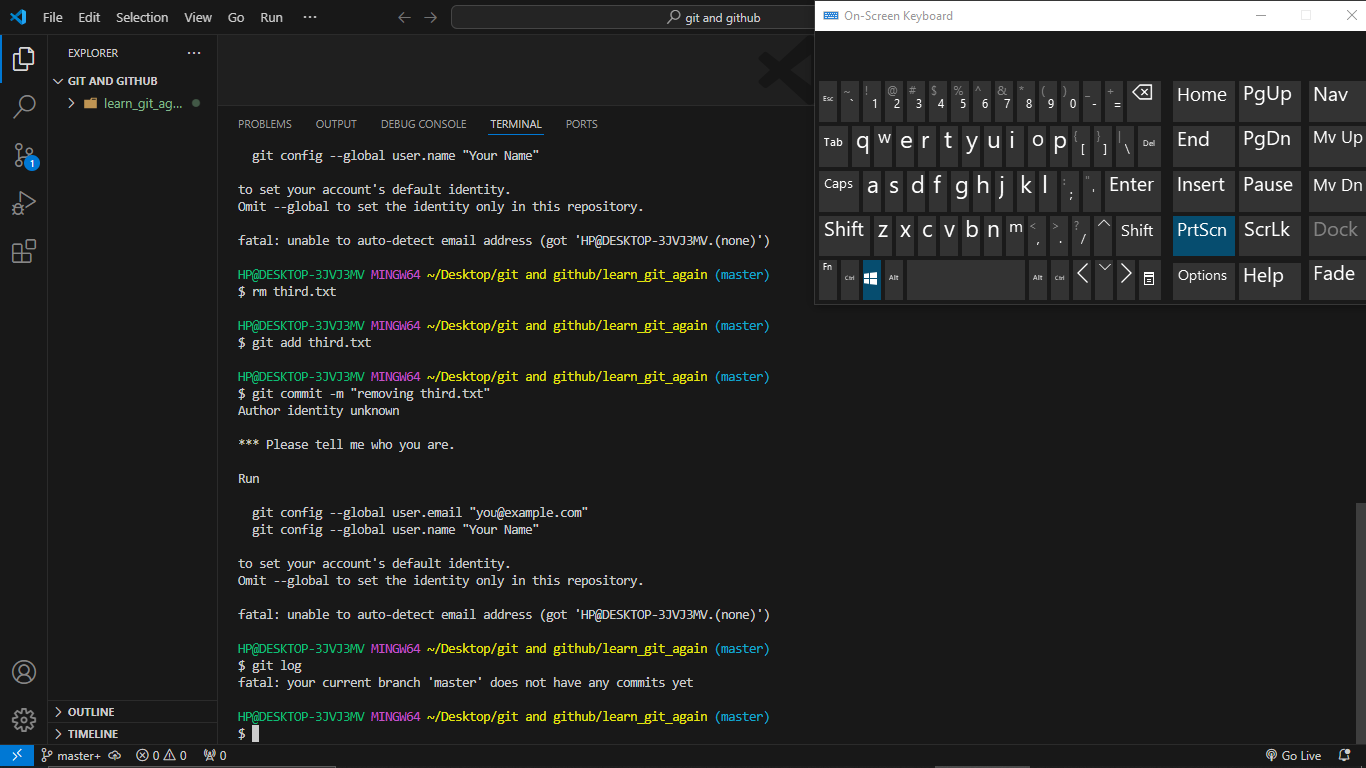 File Edit Selection View Go Run ···
git and github
EXPLORER ···
GIT AND GITHUB
learn_git_ag...
1
PROBLEMS OUTPUT DEBUG CONSOLE TERMINAL PORTS
git config --global user.name "Your Name"
to set your account's default identity.
Omit --global to set the identity only in this repository.
fatal: unable to auto-detect email address (got 'HP@DESKTOP-3JVJ3MV.(none)')
HP@DESKTOP-3JVJ3MV MINGW64 ~/Desktop/git and github/learn_git_again (master)
$ rm third.txt
HP@DESKTOP-3JVJ3MV MINGW64 ~/Desktop/git and github/learn_git_again (master)
$ git add third.txt
HP@DESKTOP-3JVJ3MV MINGW64 ~/Desktop/git and github/learn_git_again (master)
$ git commit -m "removing third.txt"
Author identity unknown
*** Please tell me who you are.
Run
git config --global user.email "you@example.com"
git config --global user.name "Your Name"
to set your account's default identity.
Omit --global to set the identity only in this repository.
fatal: unable to auto-detect email address (got 'HP@DESKTOP-3JVJ3MV.(none)')
HP@DESKTOP-3JVJ3MV MINGW64 ~/Desktop/git and github/learn_git_again (master)
$ git log
fatal: your current branch 'master' does not have any commits yet
HP@DESKTOP-3JVJ3MV MINGW64 ~/Desktop/git and github/learn_git_again (master)
$
OUTLINE
TIMELINE
master+ 0 0 0 Go Live
On-Screen Keyboard
Esc ~ ` ! 1 @ 2 # 3 $ 4 % 5 ^ 6 & 7 * 8 ( 9 ) 0 _ - + = Home PgUp Nav
Tab q w e r t y u i o p { [ } ] | \ Del End PgDn Mv Up
Caps a s d f g h j k l : ; " ' Enter Insert Pause Mv Dn
Shift z x c v b n m < , > . ? / ^ Shift PrtScn ScrLk Dock
Fn Ctrl Alt Alt Ctrl Options Help Fade